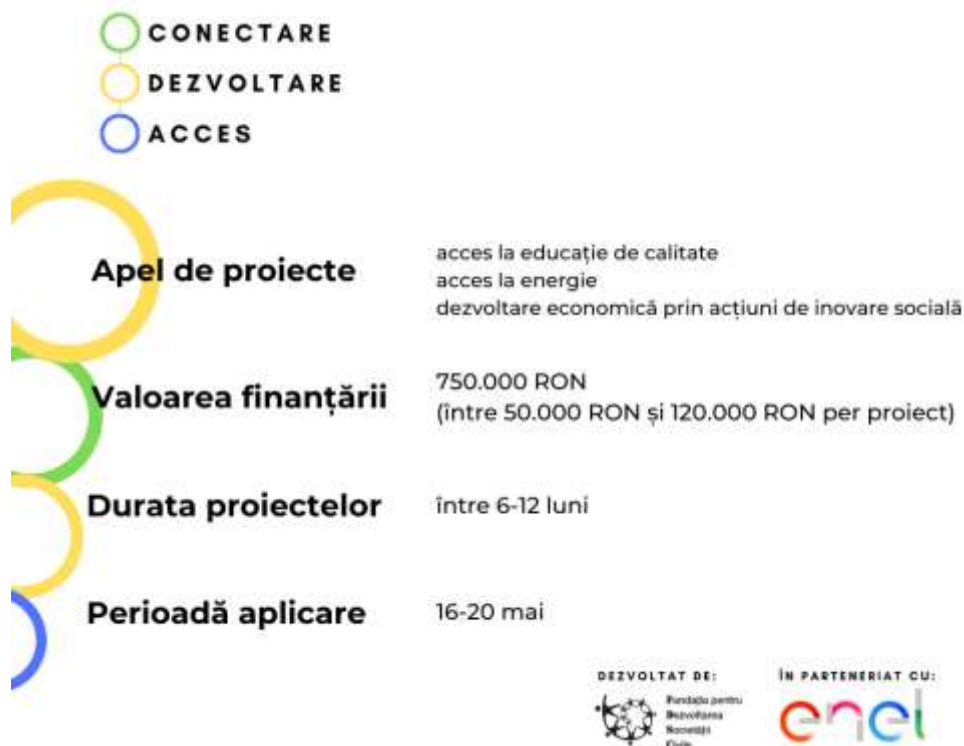 CONECTARE
DEZVOLTARE
ACCES
Apel de proiecte
acces la educație de calitate
acces la energie
dezvoltare economică prin acțiuni de inovare socială
Valoarea finanțării
750.000 RON
(între 50.000 RON și 120.000 RON per proiect)
Durata proiectelor
între 6-12 luni
Perioadă aplicare
16-20 mai
DEZVOLTAT DE:
Fundația pentru
Dezvoltarea
Societății
Civile
ÎN PARTENERIAT CU:
enel